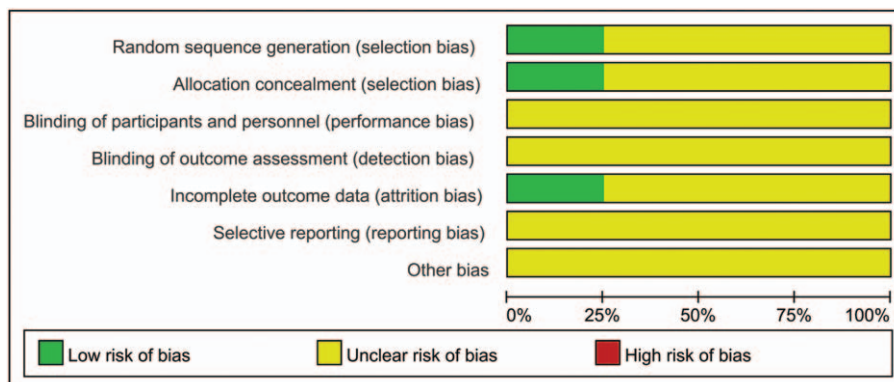 Random sequence generation (selection bias)
Allocation concealment (selection bias)
Blinding of participants and personnel (performance bias)
Blinding of outcome assessment (detection bias)
Incomplete outcome data (attrition bias)
Selective reporting (reporting bias)
Other bias
0% 25% 50% 75% 100%
Low risk of bias Unclear risk of bias High risk of bias